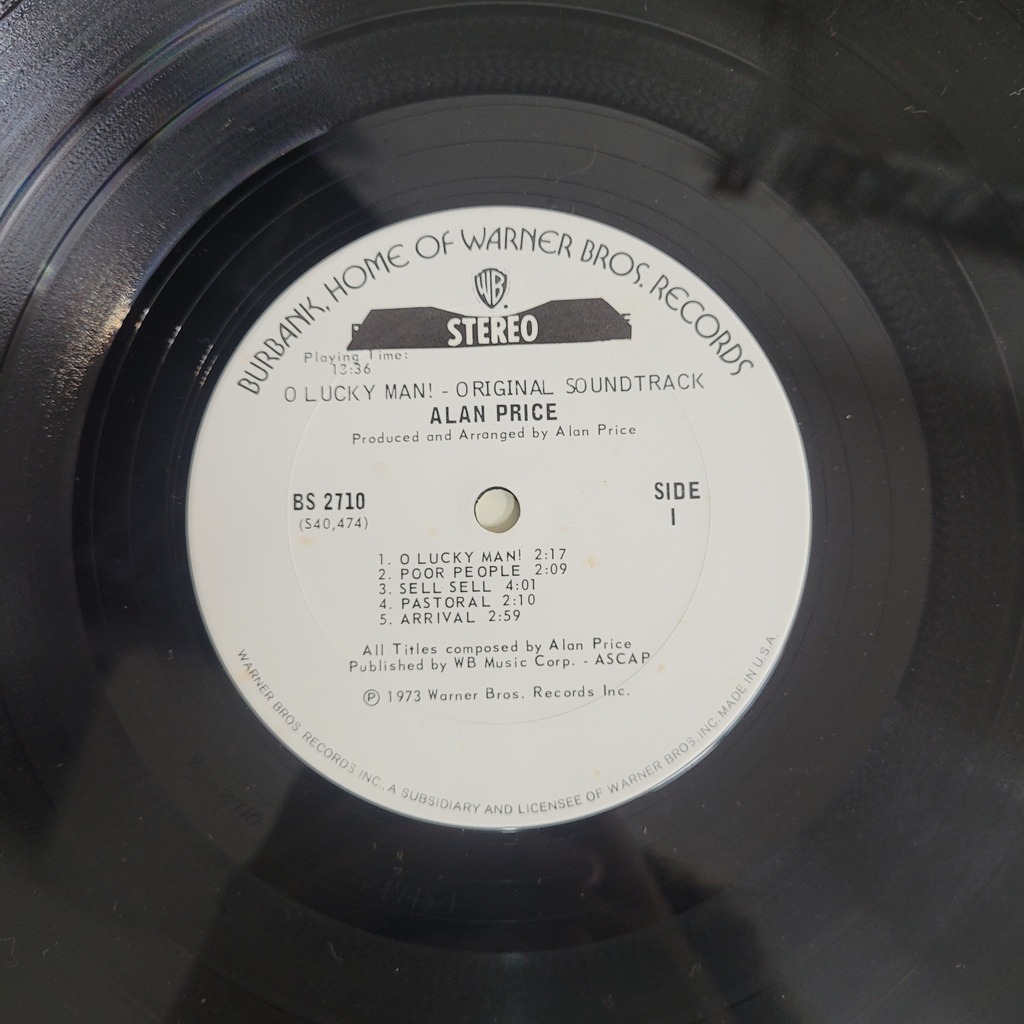 BURBANK, HOME OF WARNER BROS. RECORDS
WB
STEREO
Playing Time:
13:36
O LUCKY MAN! - ORIGINAL SOUNDTRACK
ALAN PRICE
Produced and Arranged by Alan Price
BS 2710
(S40,474)
SIDE
1
1. O LUCKY MAN! 2:17
2. POOR PEOPLE 2:09
3. SELL SELL 4:01
4. PASTORAL 2:10
5. ARRIVAL 2:59
All Titles composed by Alan Price
Published by WB Music Corp. - ASCAP
℗ 1973 Warner Bros. Records Inc.
WARNER BROS. RECORDS INC., A SUBSIDIARY AND LICENSEE OF WARNER BROS. INC. MADE IN U.S.A.